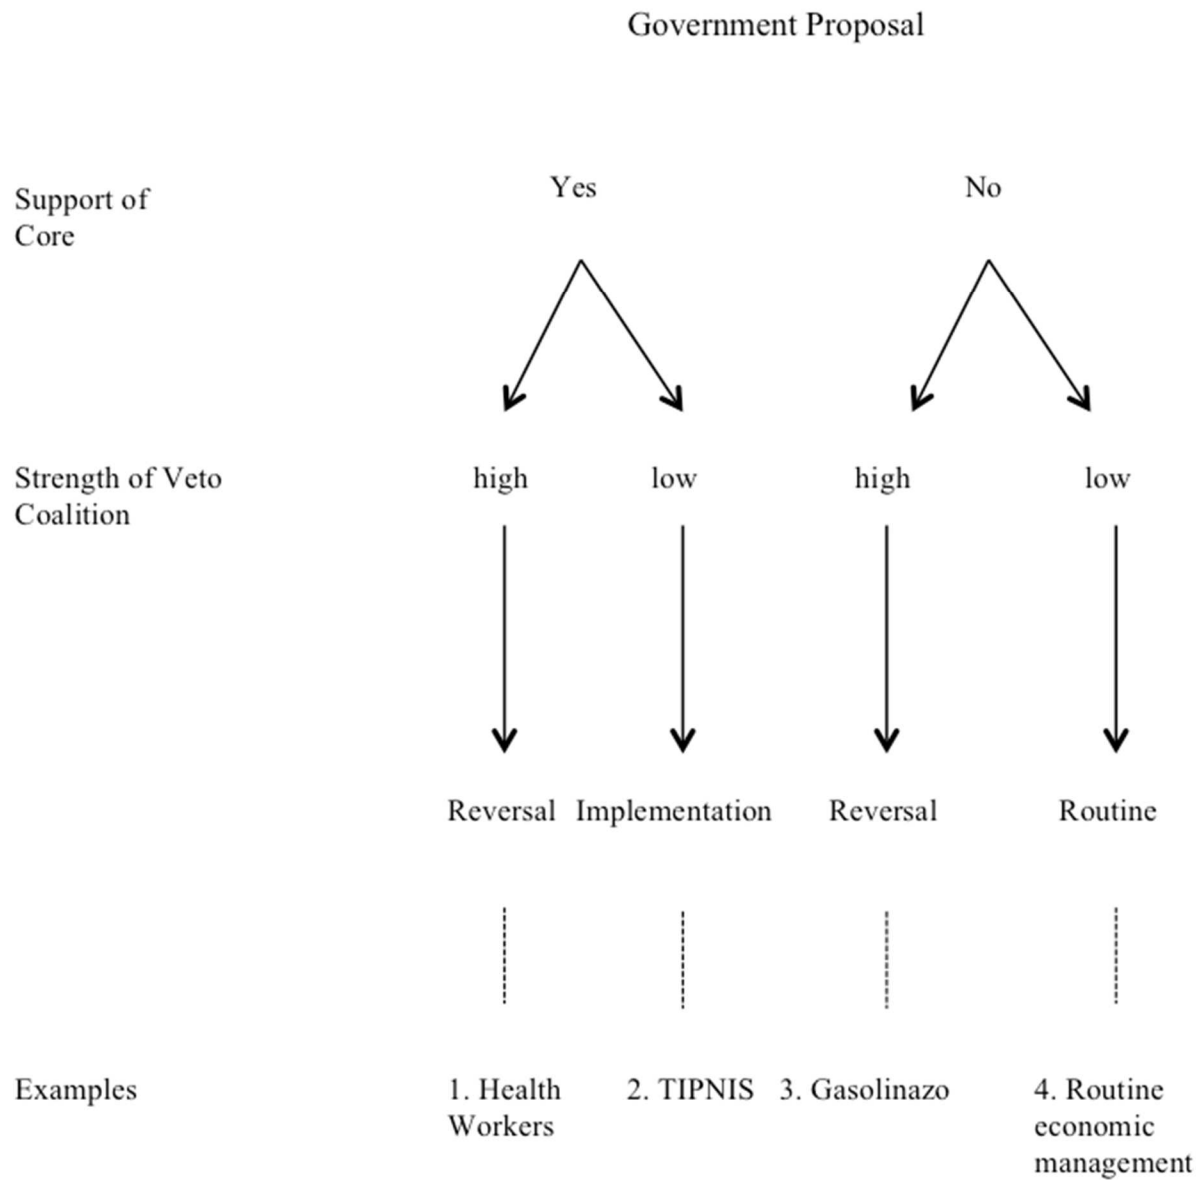 Government Proposal
Support of
Core
Yes
No
Strength of Veto
Coalition
high
low
high
low
Reversal
Implementation
Reversal
Routine
Examples
1. Health
Workers
2. TIPNIS
3. Gasolinazo
4. Routine
economic
management